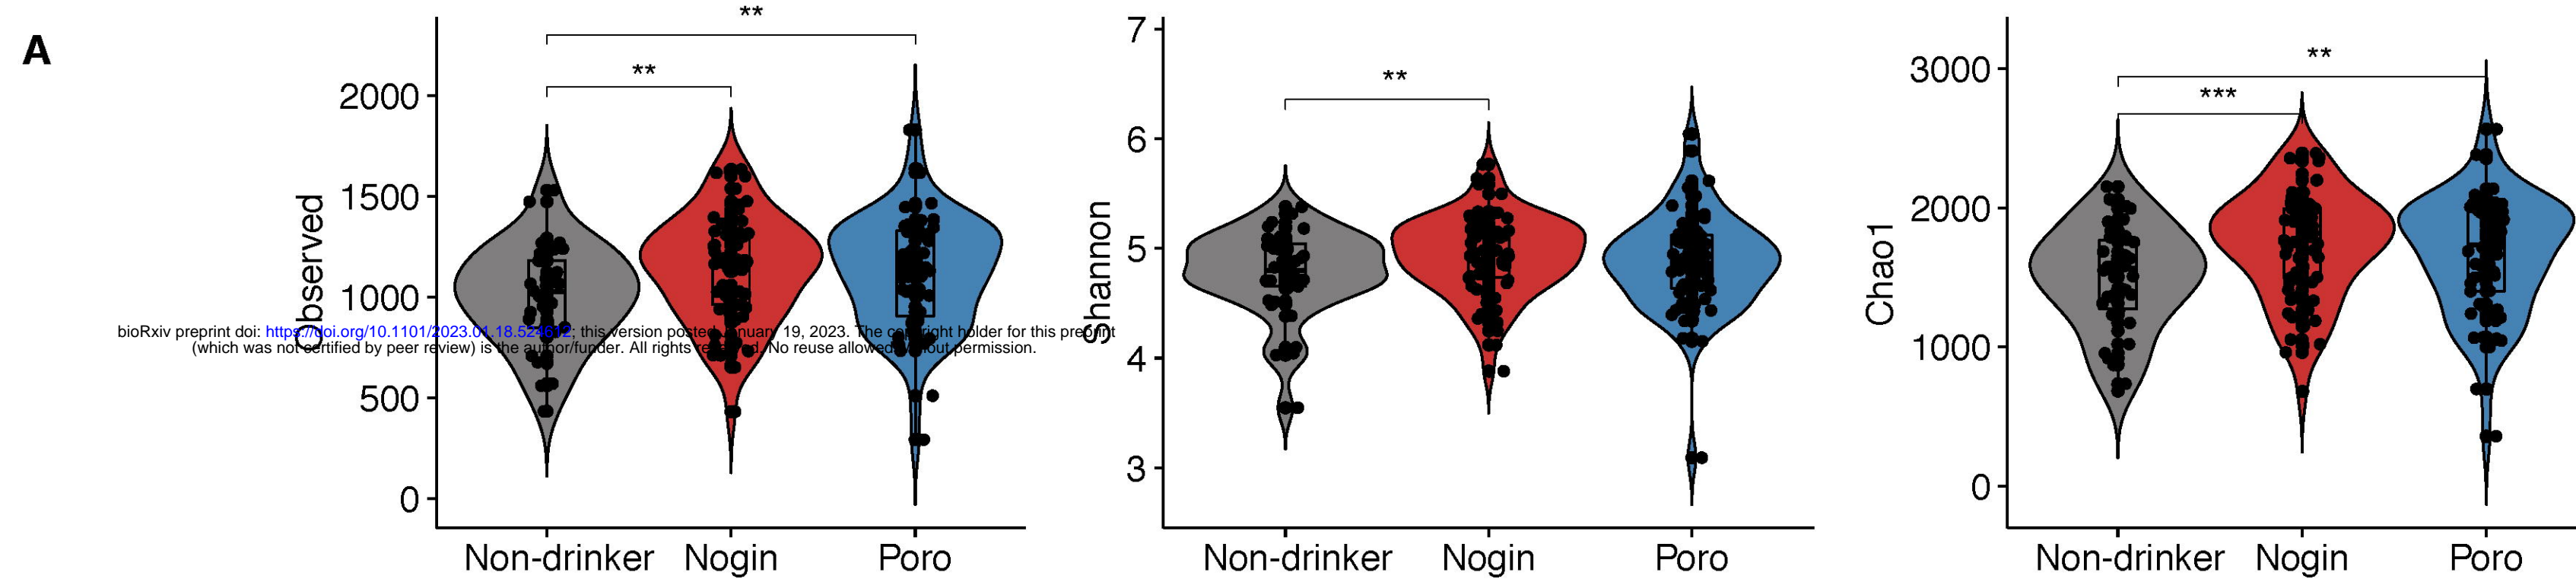 A
**
**
2000
1500
1000
500
0
Observed
Non-drinker Nogin Poro
**
7
6
5
4
3
Shannon
Non-drinker Nogin Poro
**
***
3000
2000
1000
0
Chao1
Non-drinker Nogin Poro
bioRxiv preprint doi: https://doi.org/10.1101/2023.01.18.524612; this version posted January 19, 2023. The copyright holder for this preprint
(which was not certified by peer review) is the author/funder. All rights reserved. No reuse allowed without permission.